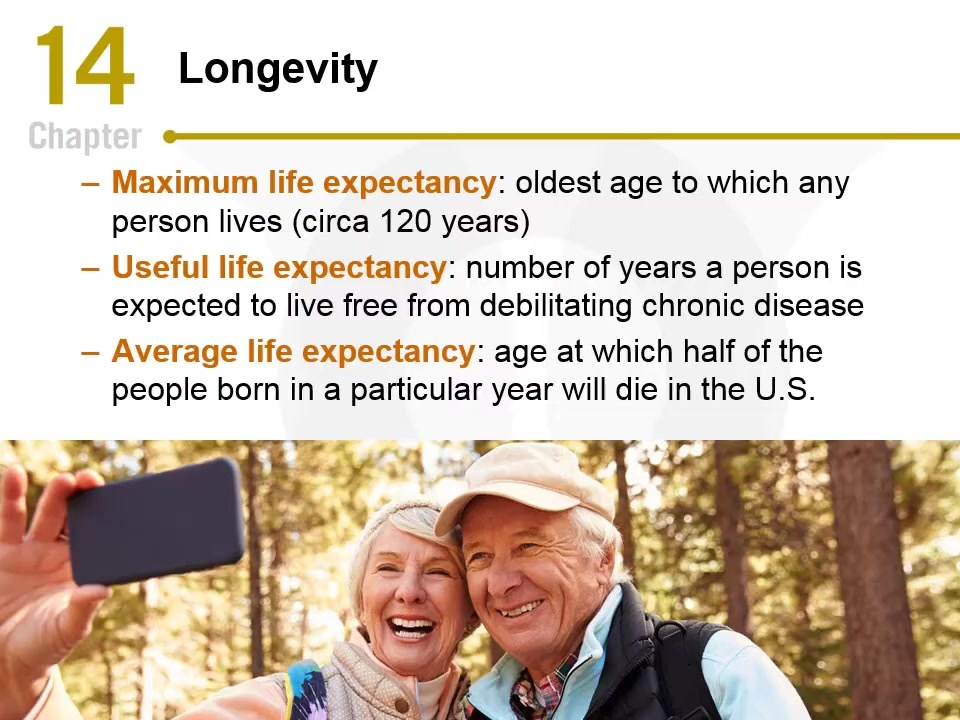 14
Chapter
Longevity
– Maximum life expectancy: oldest age to which any
person lives (circa 120 years)
– Useful life expectancy: number of years a person is
expected to live free from debilitating chronic disease
– Average life expectancy: age at which half of the
people born in a particular year will die in the U.S.